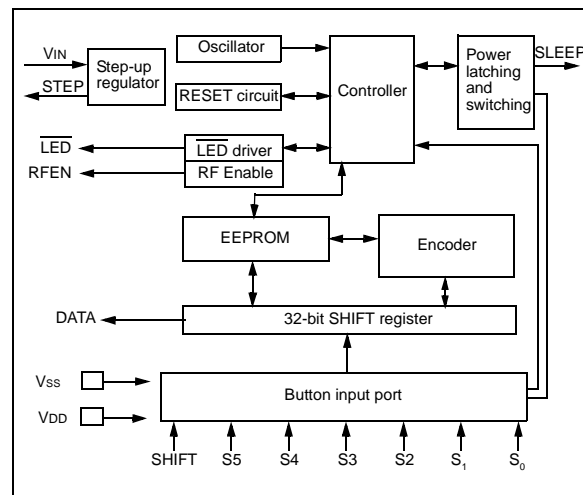 VIN
STEP
Step-up
regulator
Oscillator
RESET circuit
Controller
Power
latching
and
switching
SLEEP
LED
RFEN
LED driver
RF Enable
EEPROM
Encoder
DATA
32-bit SHIFT register
VSS
VDD
Button input port
SHIFT S5 S4 S3 S2 S1 S0